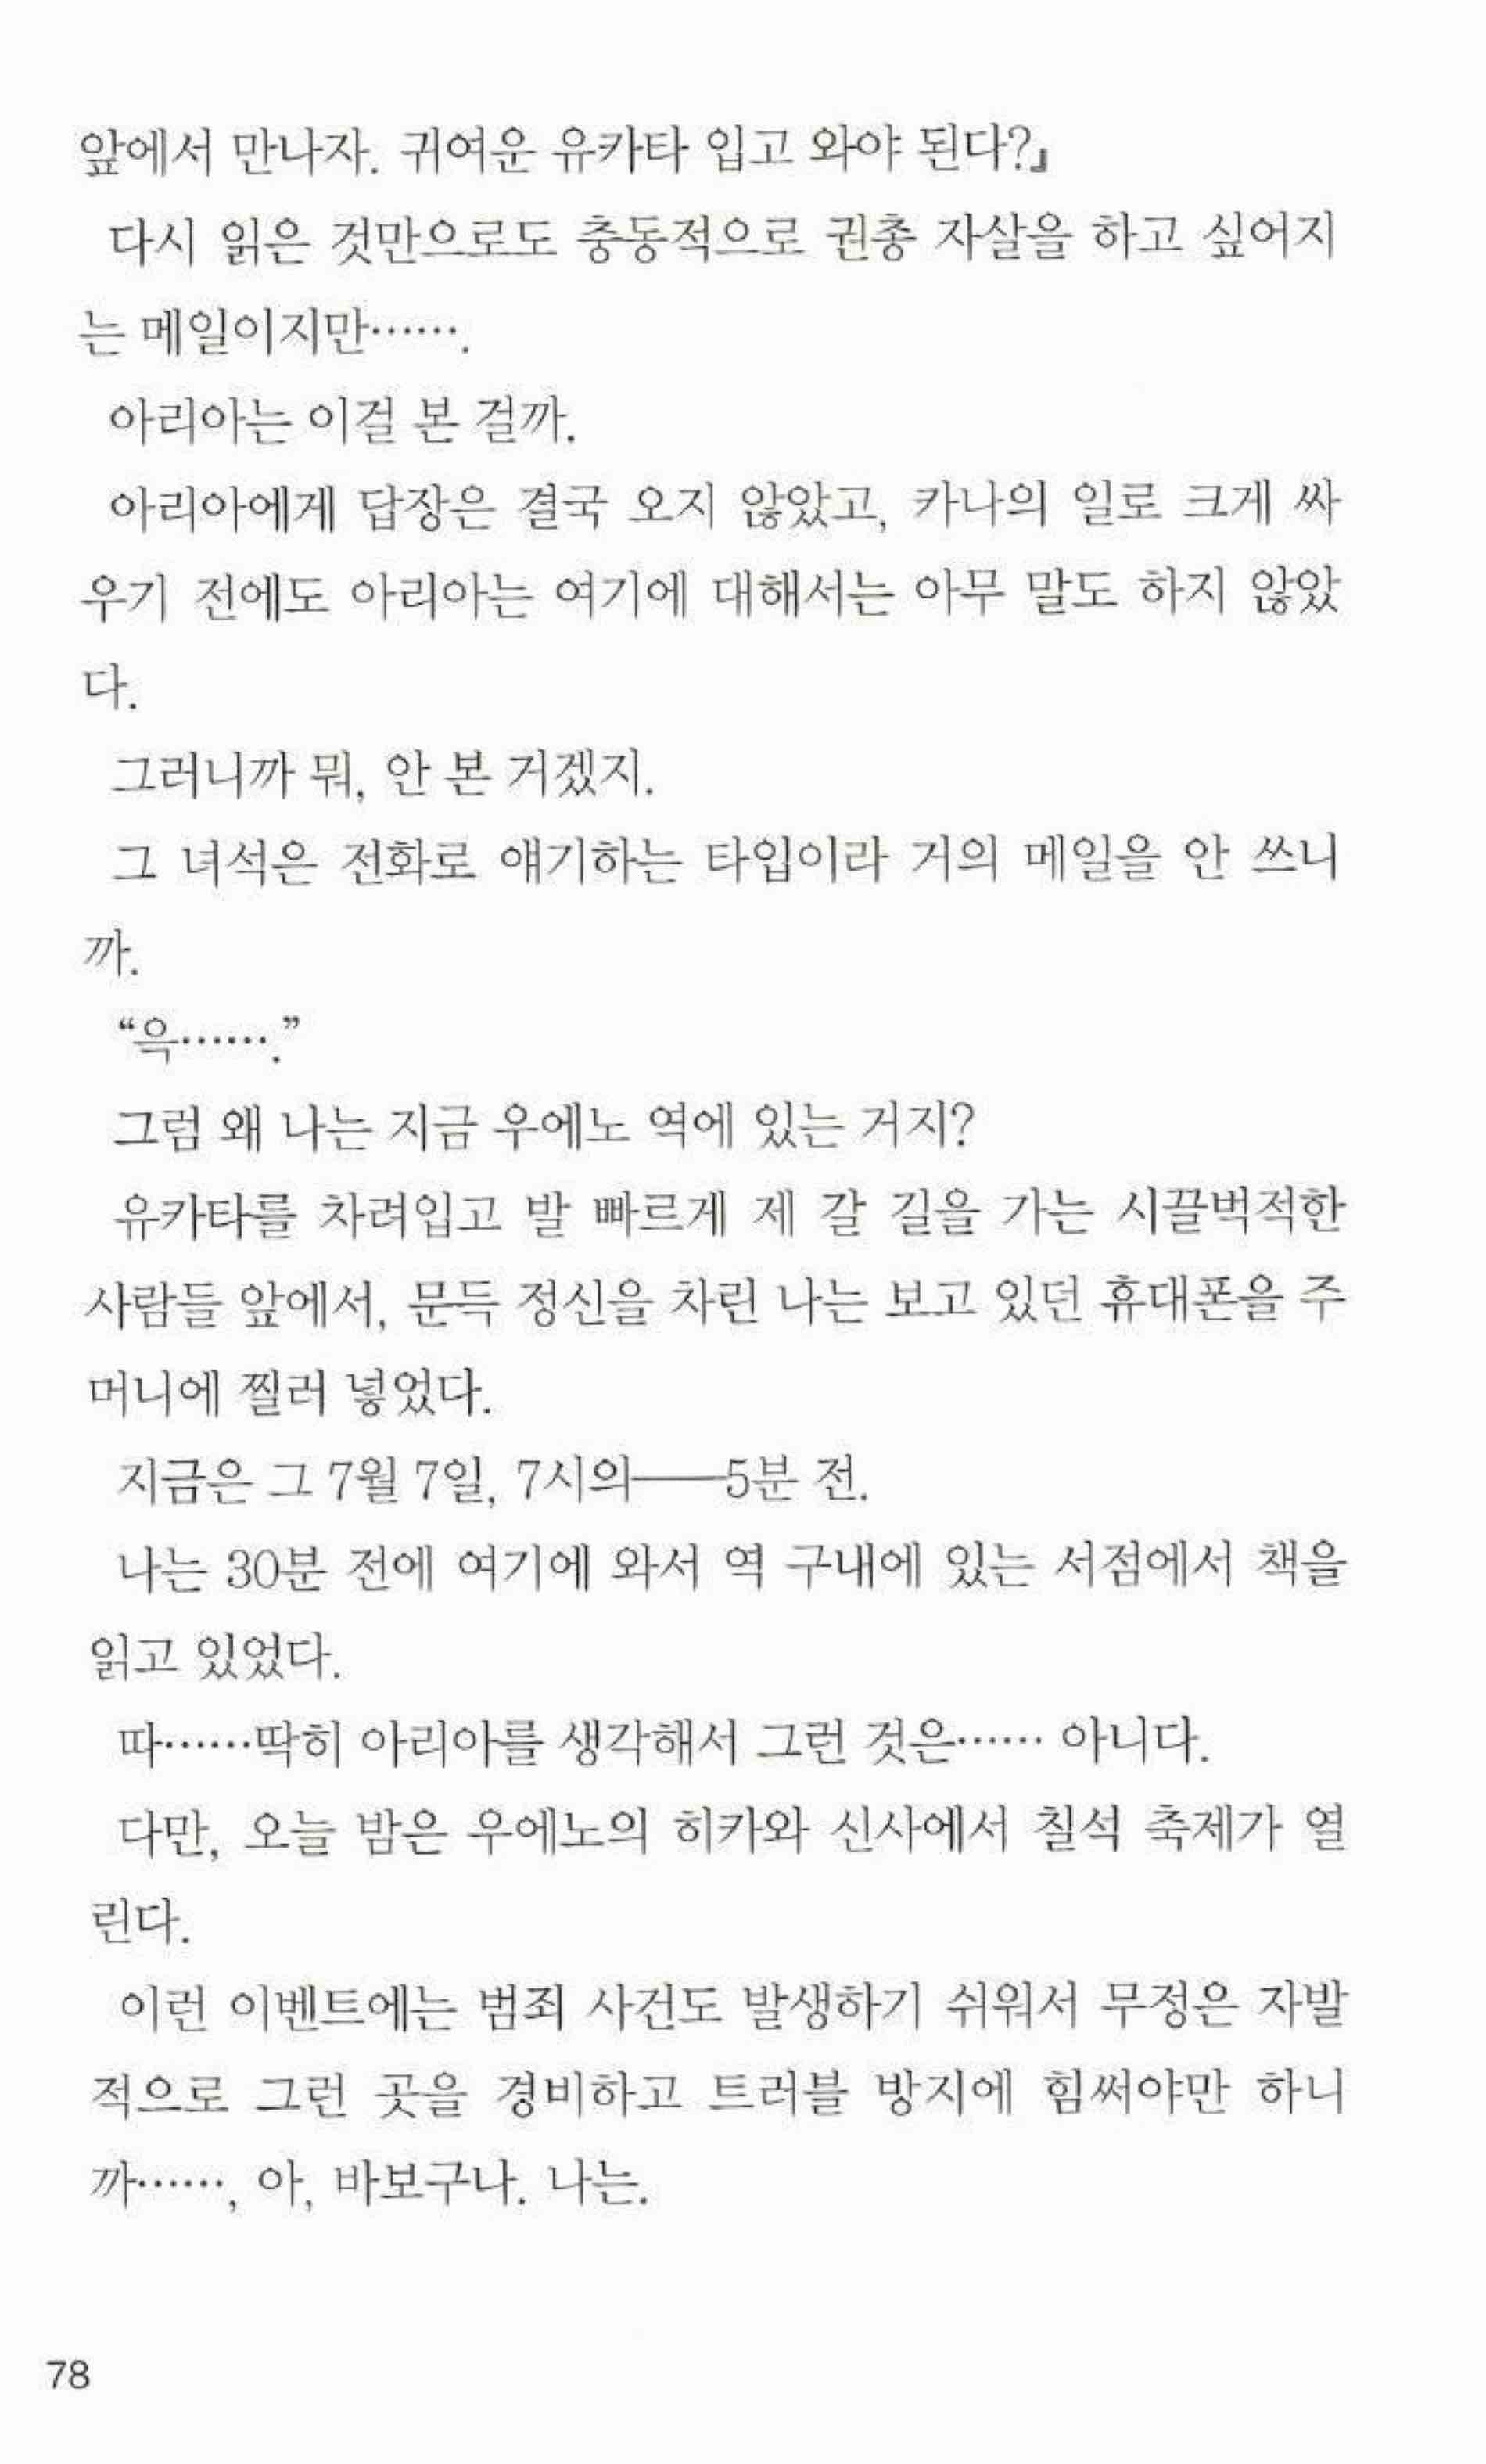 앞에서 만나자. 귀여운 유카타 입고 와야 된다?』
다시 읽은 것만으로도 충동적으로 권총 자살을 하고 싶어지
는 메일이지만…….
아리아는 이걸 본 걸까.
아리아에게 답장은 결국 오지 않았고, 카나의 일로 크게 싸
우기 전에도 아리아는 여기에 대해서는 아무 말도 하지 않았
다.
그러니까 뭐, 안 본 거겠지.
그 녀석은 전화로 얘기하는 타입이라 거의 메일을 안 쓰니
까.
“윽…….”
그럼 왜 나는 지금 우에노 역에 있는 거지?
유카타를 차려입고 발 빠르게 제 갈 길을 가는 시끌벅적한
사람들 앞에서, 문득 정신을 차린 나는 보고 있던 휴대폰을 주
머니에 찔러 넣었다.
지금은 그 7월 7일, 7시의──5분 전.
나는 30분 전에 여기에 와서 역 구내에 있는 서점에서 책을
읽고 있었다.
따……딱히 아리아를 생각해서 그런 것은…… 아니다.
다만, 오늘 밤은 우에노의 히카와 신사에서 칠석 축제가 열
린다.
이런 이벤트에는 범죄 사건도 발생하기 쉬워서 무정은 자발
적으로 그런 곳을 경비하고 트러블 방지에 힘써야만 하니
까……, 아, 바보구나. 나는.
78